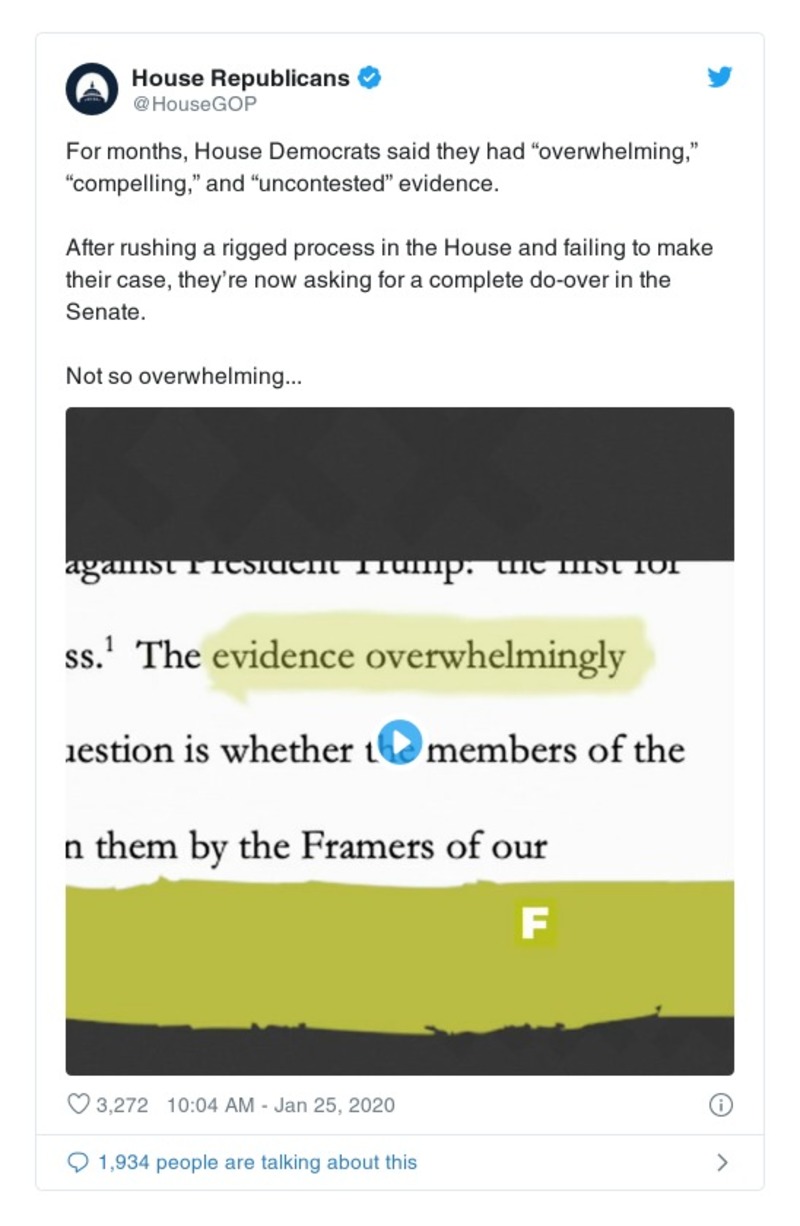 House Republicans
@HouseGOP
For months, House Democrats said they had “overwhelming,”
“compelling,” and “uncontested” evidence.
After rushing a rigged process in the House and failing to make
their case, they’re now asking for a complete do-over in the
Senate.
Not so overwhelming...
against President Trump: the first for
ss.¹ The evidence overwhelmingly
uestion is whether the members of the
n them by the Framers of our
F
3,272 10:04 AM - Jan 25, 2020
1,934 people are talking about this